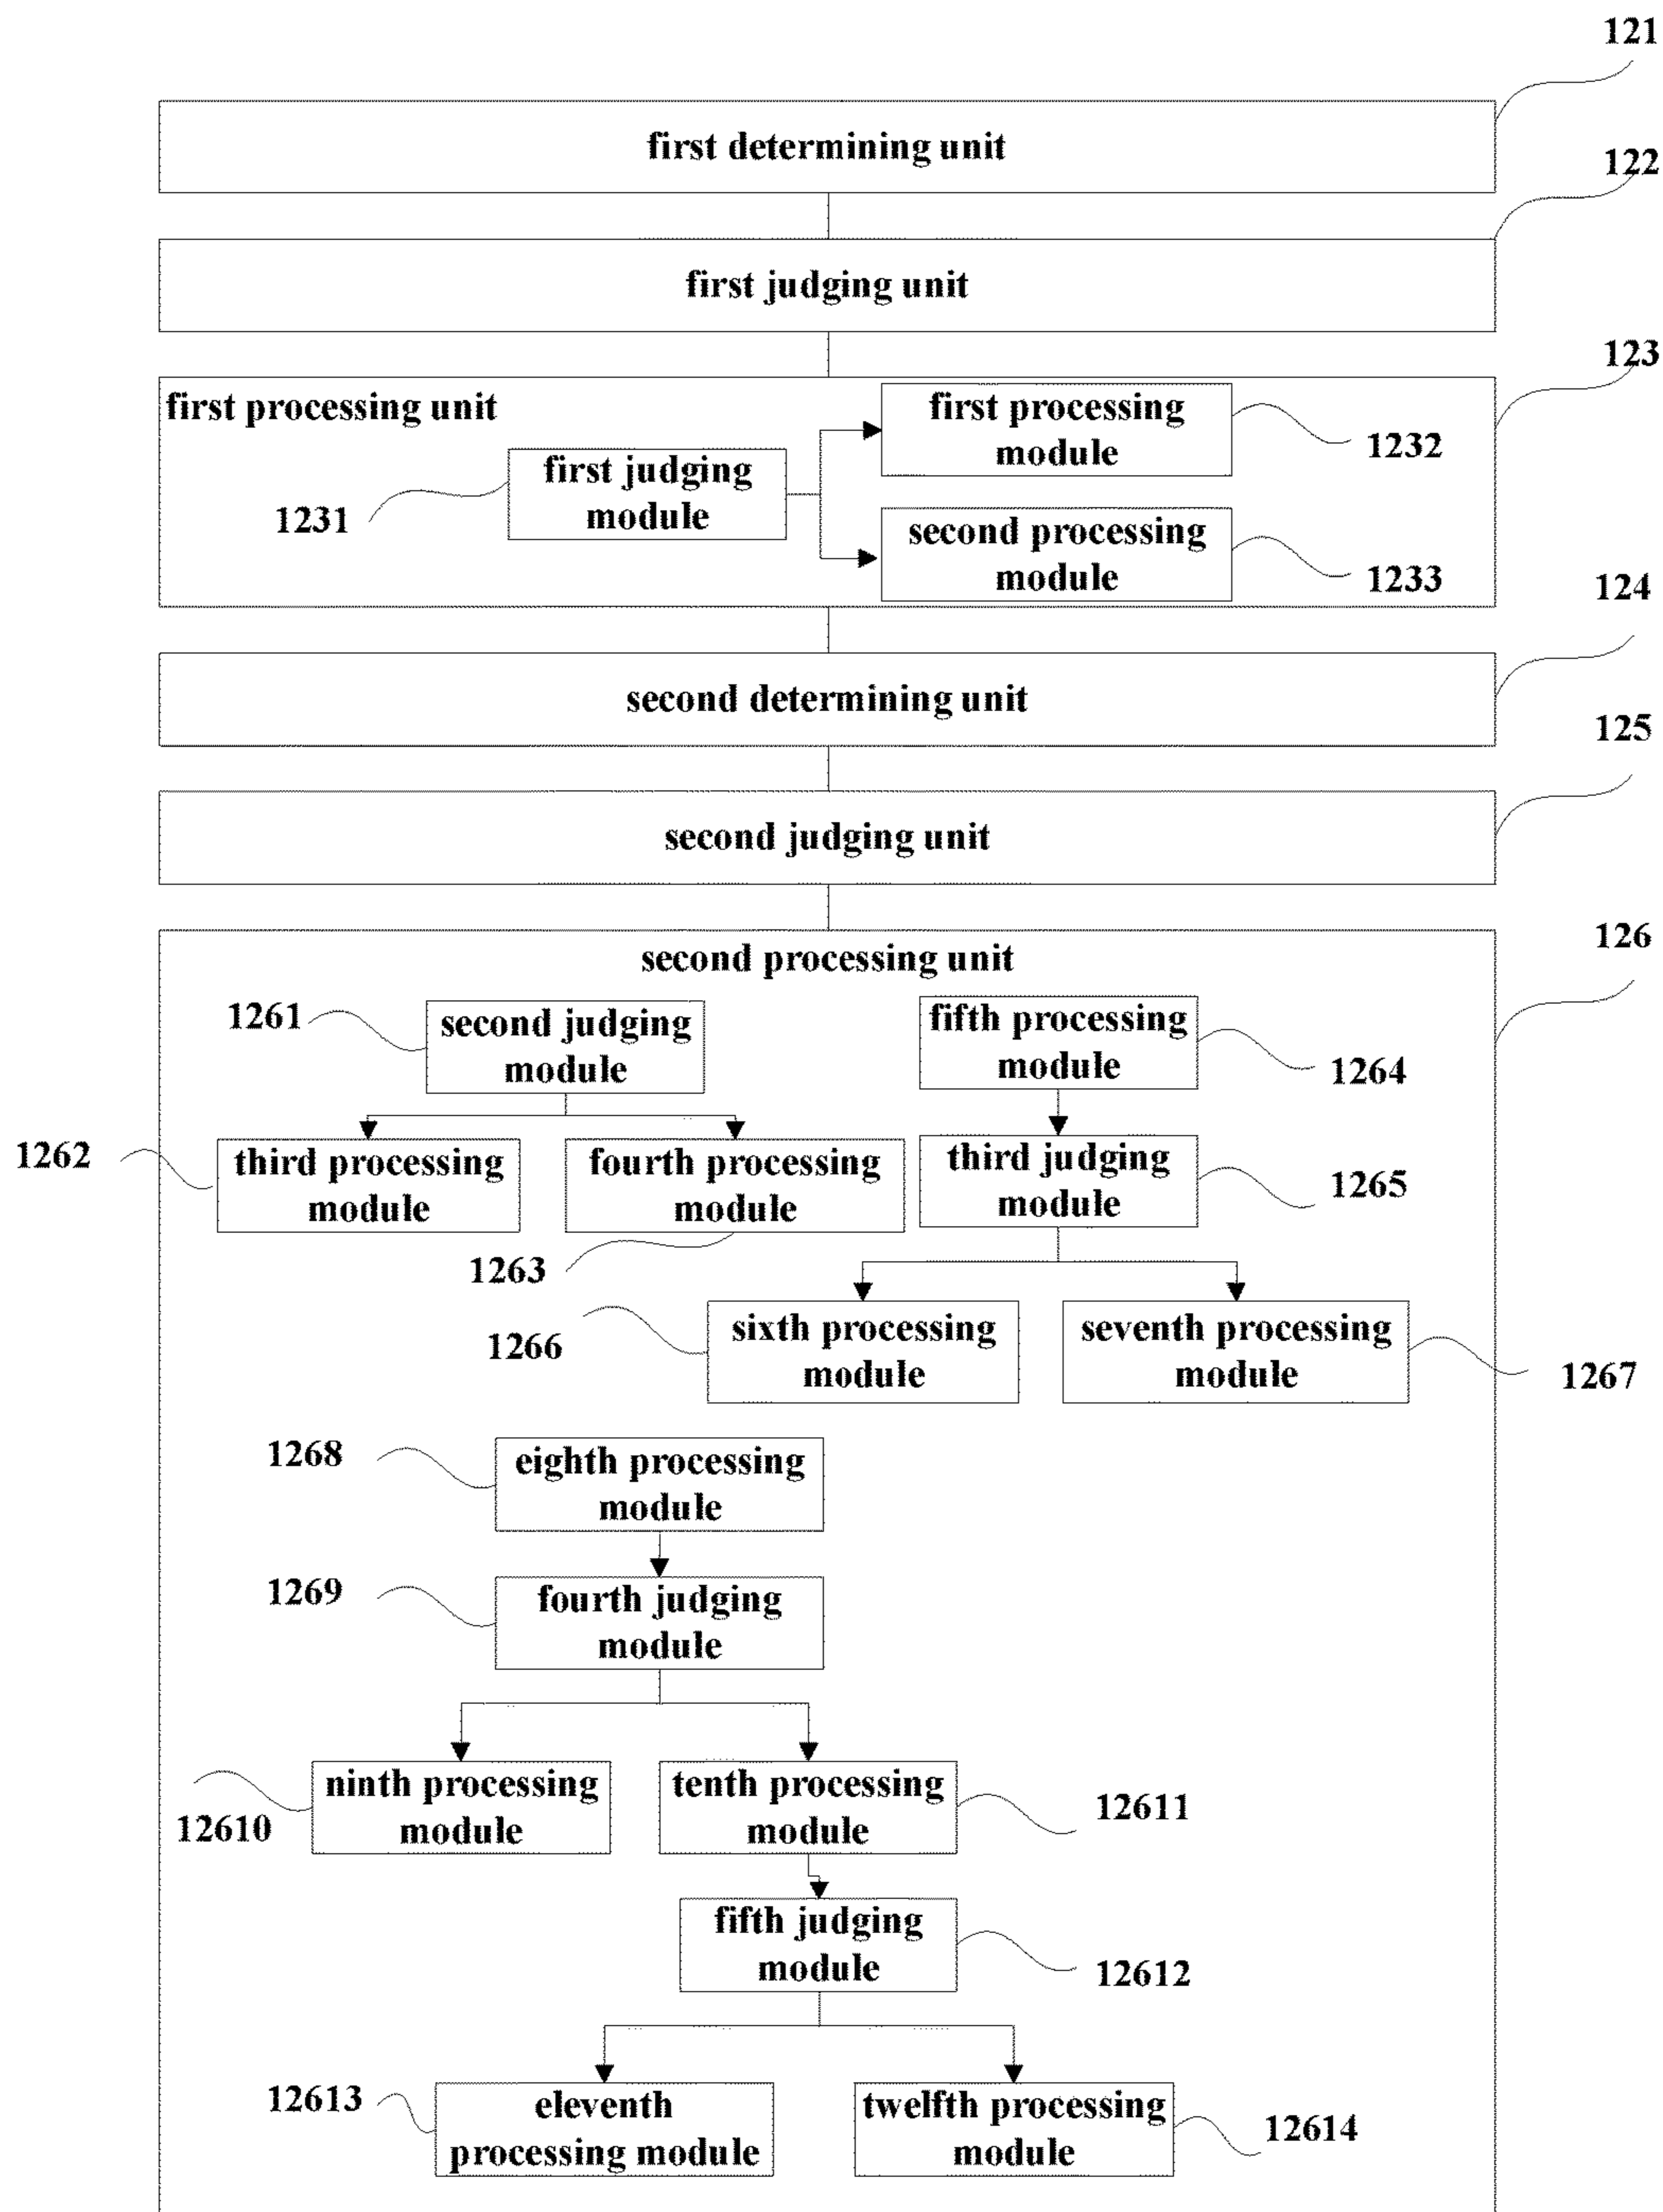 121
first determining unit
122
first judging unit
123
first processing unit
first processing
module
1232
first judging
module
1231
second processing
module
1233
124
second determining unit
125
second judging unit
126
second processing unit
1261
second judging
module
fifth processing
module
1264
1262
third processing
module
fourth processing
module
1263
third judging
module
1265
1266
sixth processing
module
seventh processing
module
1267
1268
eighth processing
module
1269
fourth judging
module
12610
ninth processing
module
tenth processing
module
12611
fifth judging
module
12612
12613
eleventh
processing module
twelfth processing
module
12614